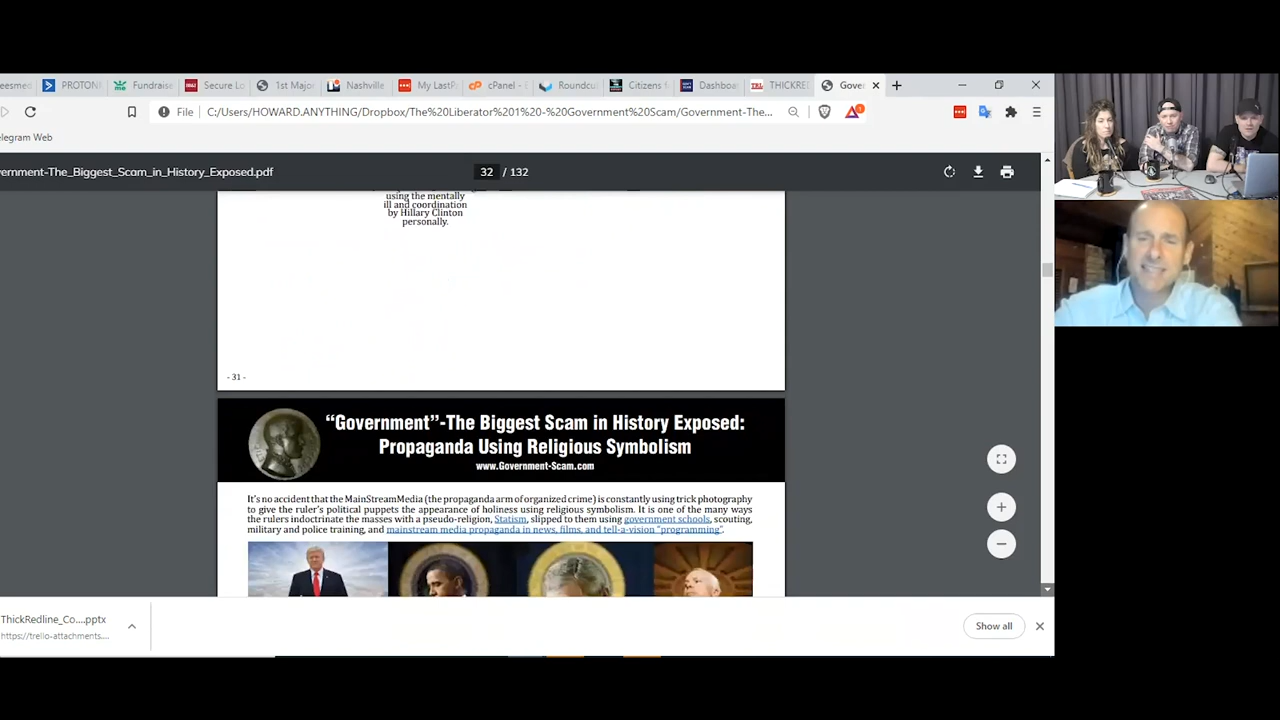 eesmed
PROTON
Fundraise
Secure Lo
1st Major
Nashville
My LastP
cPanel - E
Roundcu
Citizens
Dashboa
THICKRED
Gover
File
C:/Users/HOWARD.ANYTHING/Dropbox/The%20Liberator%201%20-%20Government%20Scam/Government-The...
elegram Web
vernment-The_Biggest_Scam_in_History_Exposed.pdf
32 / 132
using the mentally
ill and coordination
by Hillary Clinton
personally.
- 31 -
“Government”-The Biggest Scam in History Exposed:
Propaganda Using Religious Symbolism
www.Government-Scam.com
It's no accident that the MainStreamMedia (the propaganda arm of organized crime) is constantly using trick photography
to give the ruler's political puppets the appearance of holiness using religious symbolism. It is one of the many ways
the rulers indoctrinate the masses with a pseudo-religion, Statism, slipped to them using government schools, scouting,
military and police training, and mainstream media propaganda in news, films, and tell-a-vision “programming”.
ThickRedline_Co....pptx
https://trello-attachments....
Show all